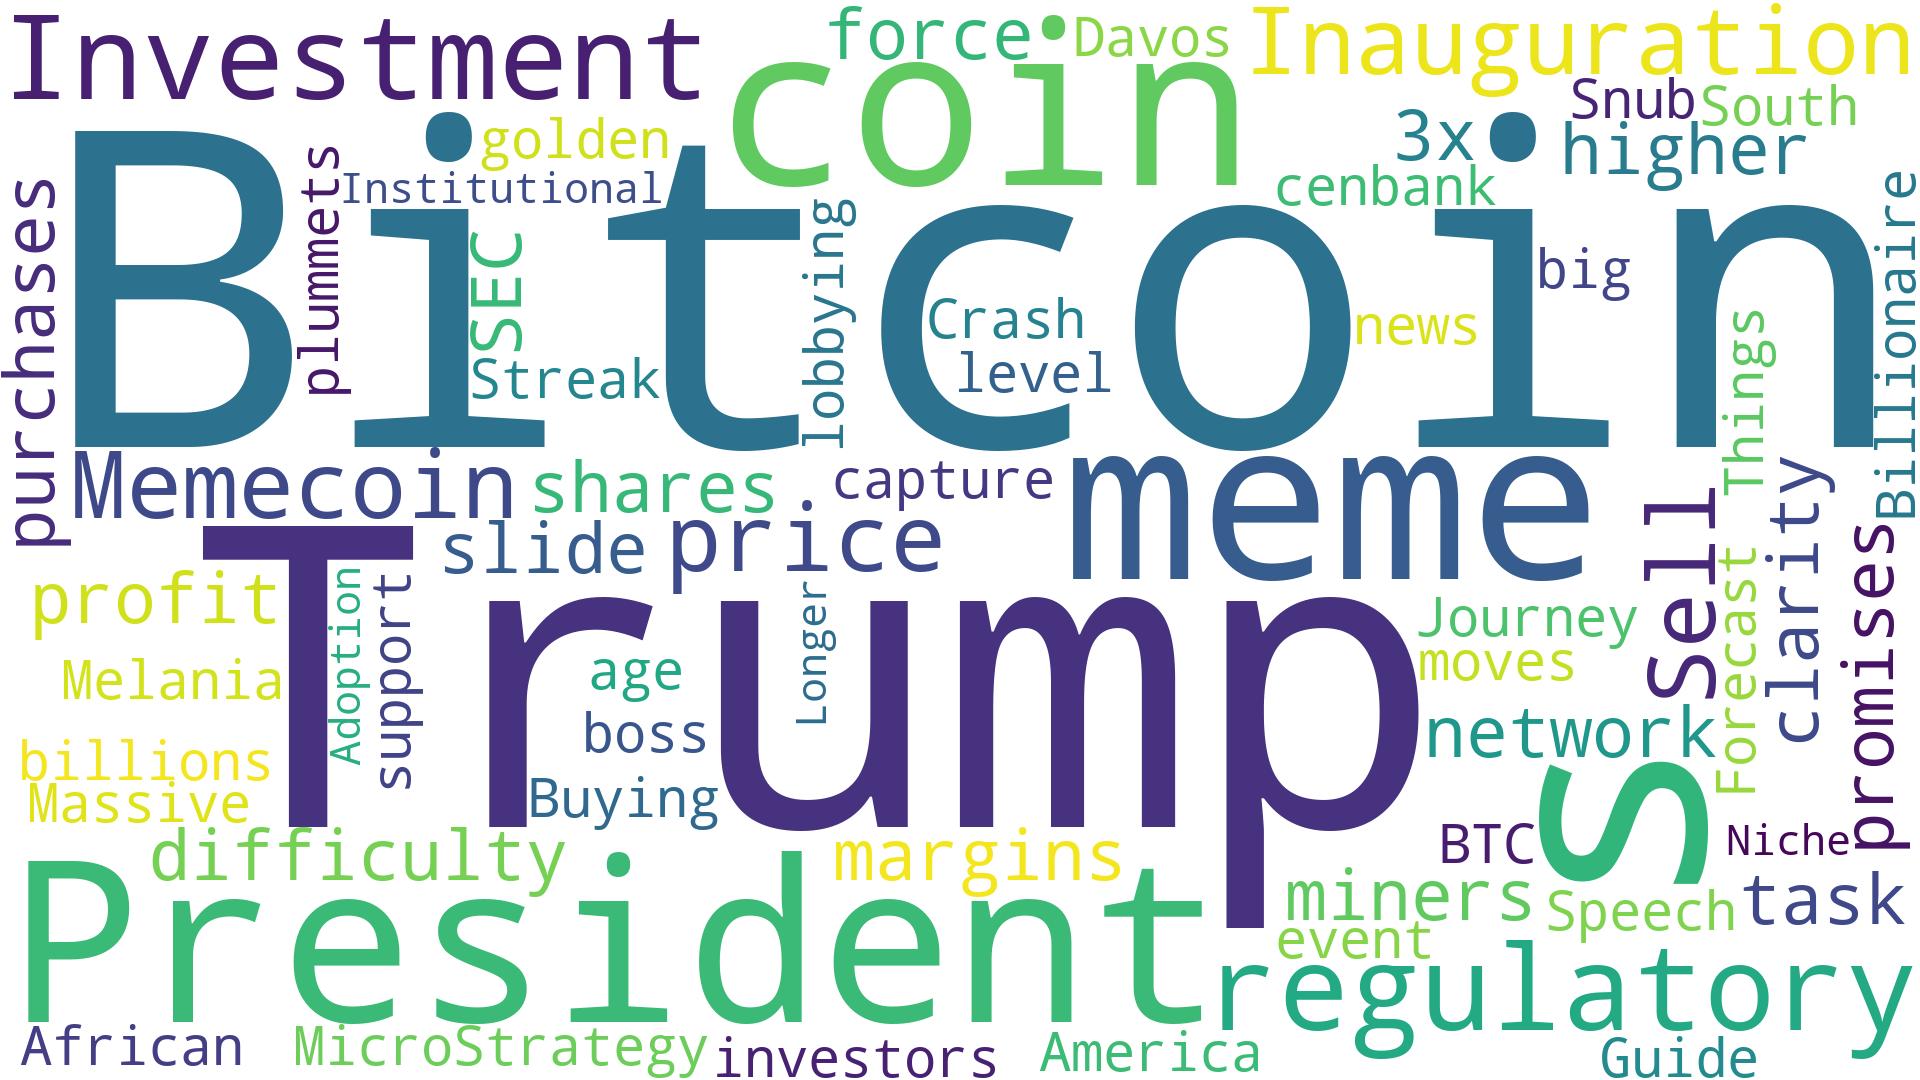 Investment
force
Davos
Inauguration
coin
Snub
South
golden
3x
higher
Institutional
cenbank
purchases
plummets
Bitcoin
SEC
lobbying
big
Billionaire
Crash
news
Streak
level
Things
Memecoin
shares
capture
meme
Sell
clarity
slide
price
promises
Trump
profit
Adoption
support
Longer
Journey
Forecast
Melania
age
moves
boss
network
billions
Massive
Buying
S
difficulty
margins
BTC
Niche
President
miners
Speech
task
event
regulatory
African
MicroStrategy
investors
America
Guide